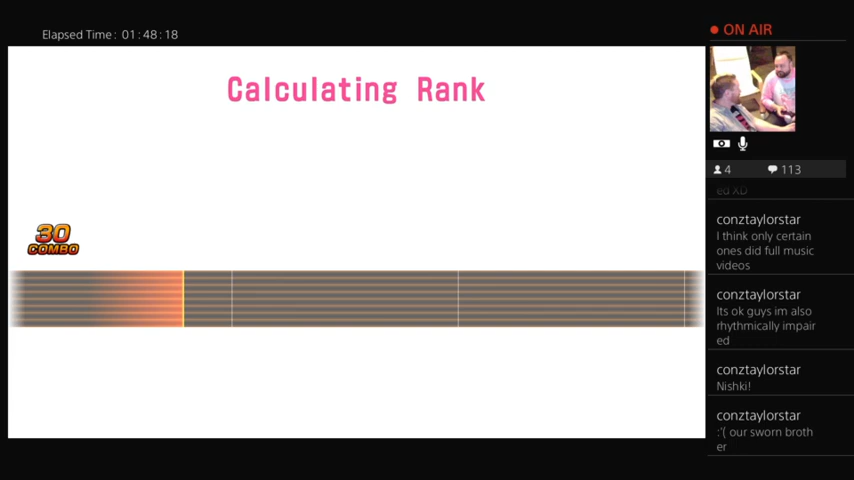 Elapsed Time: 01:48:18
ON AIR
Calculating Rank
4 113
ed XD
30
COMBO
conztaylorstar
I think only certain
ones did full music
videos
conztaylorstar
Its ok guys im also
rhythmically impair
ed
conztaylorstar
Nishki!
conztaylorstar
:'( our sworn broth
er